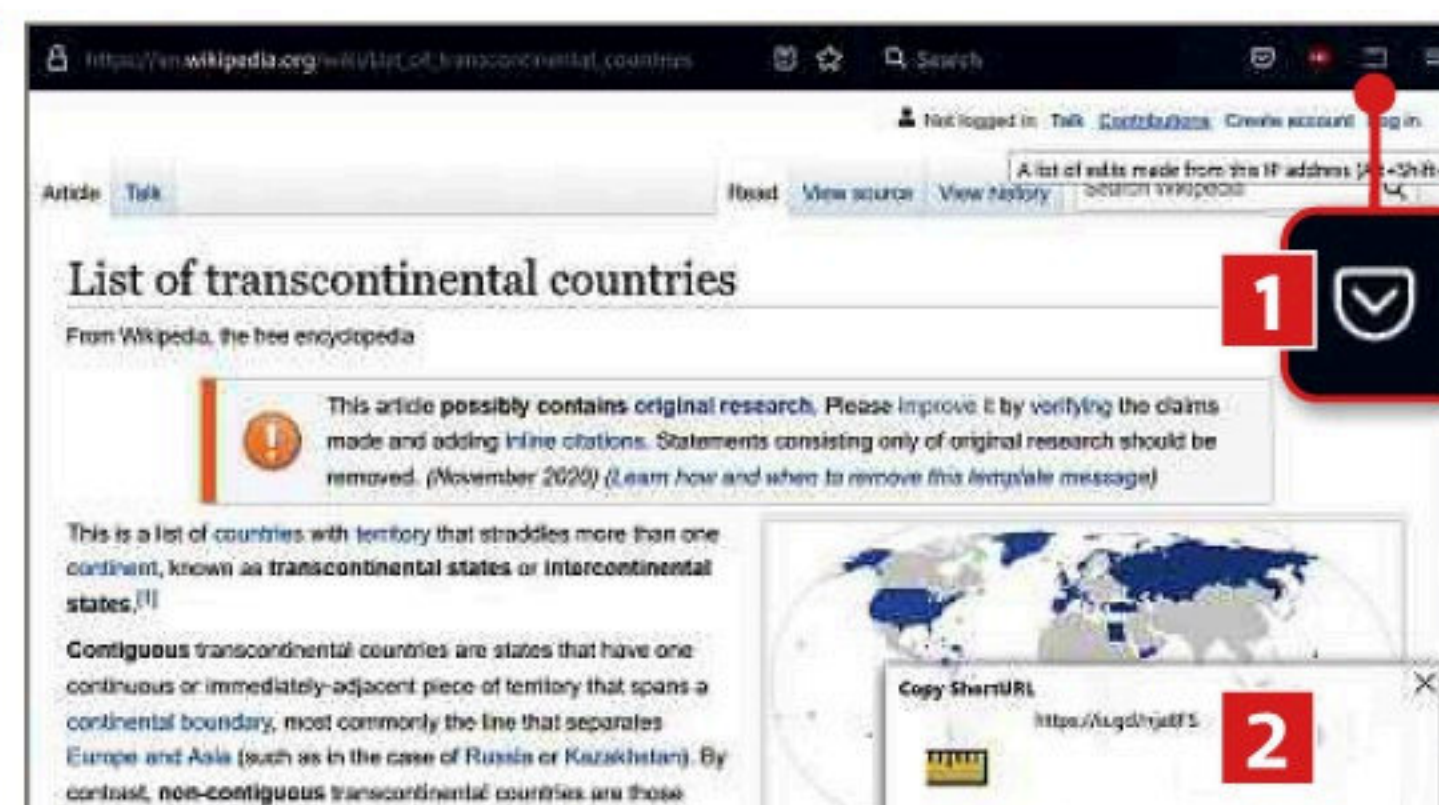 https://en.wikipedia.org/wiki/List_of_transcontinental_countries
Search
Not logged in Talk Contributions Create account Log in
A list of edits made from this IP address [Alt+Shift+
Article Talk
Read View source View history Search Wikipedia
List of transcontinental countries
From Wikipedia, the free encyclopedia
1
This article possibly contains original research. Please improve it by verifying the claims
made and adding inline citations. Statements consisting only of original research should be
removed. (November 2020) (Learn how and when to remove this template message)
This is a list of countries with territory that straddles more than one
continent, known as transcontinental states or intercontinental
states.[1]
Contiguous transcontinental countries are states that have one
continuous or immediately-adjacent piece of territory that spans a
continental boundary, most commonly the line that separates
Europe and Asia (such as in the case of Russia or Kazakhstan). By
contrast, non-contiguous transcontinental countries are those
Copy ShortURL
2